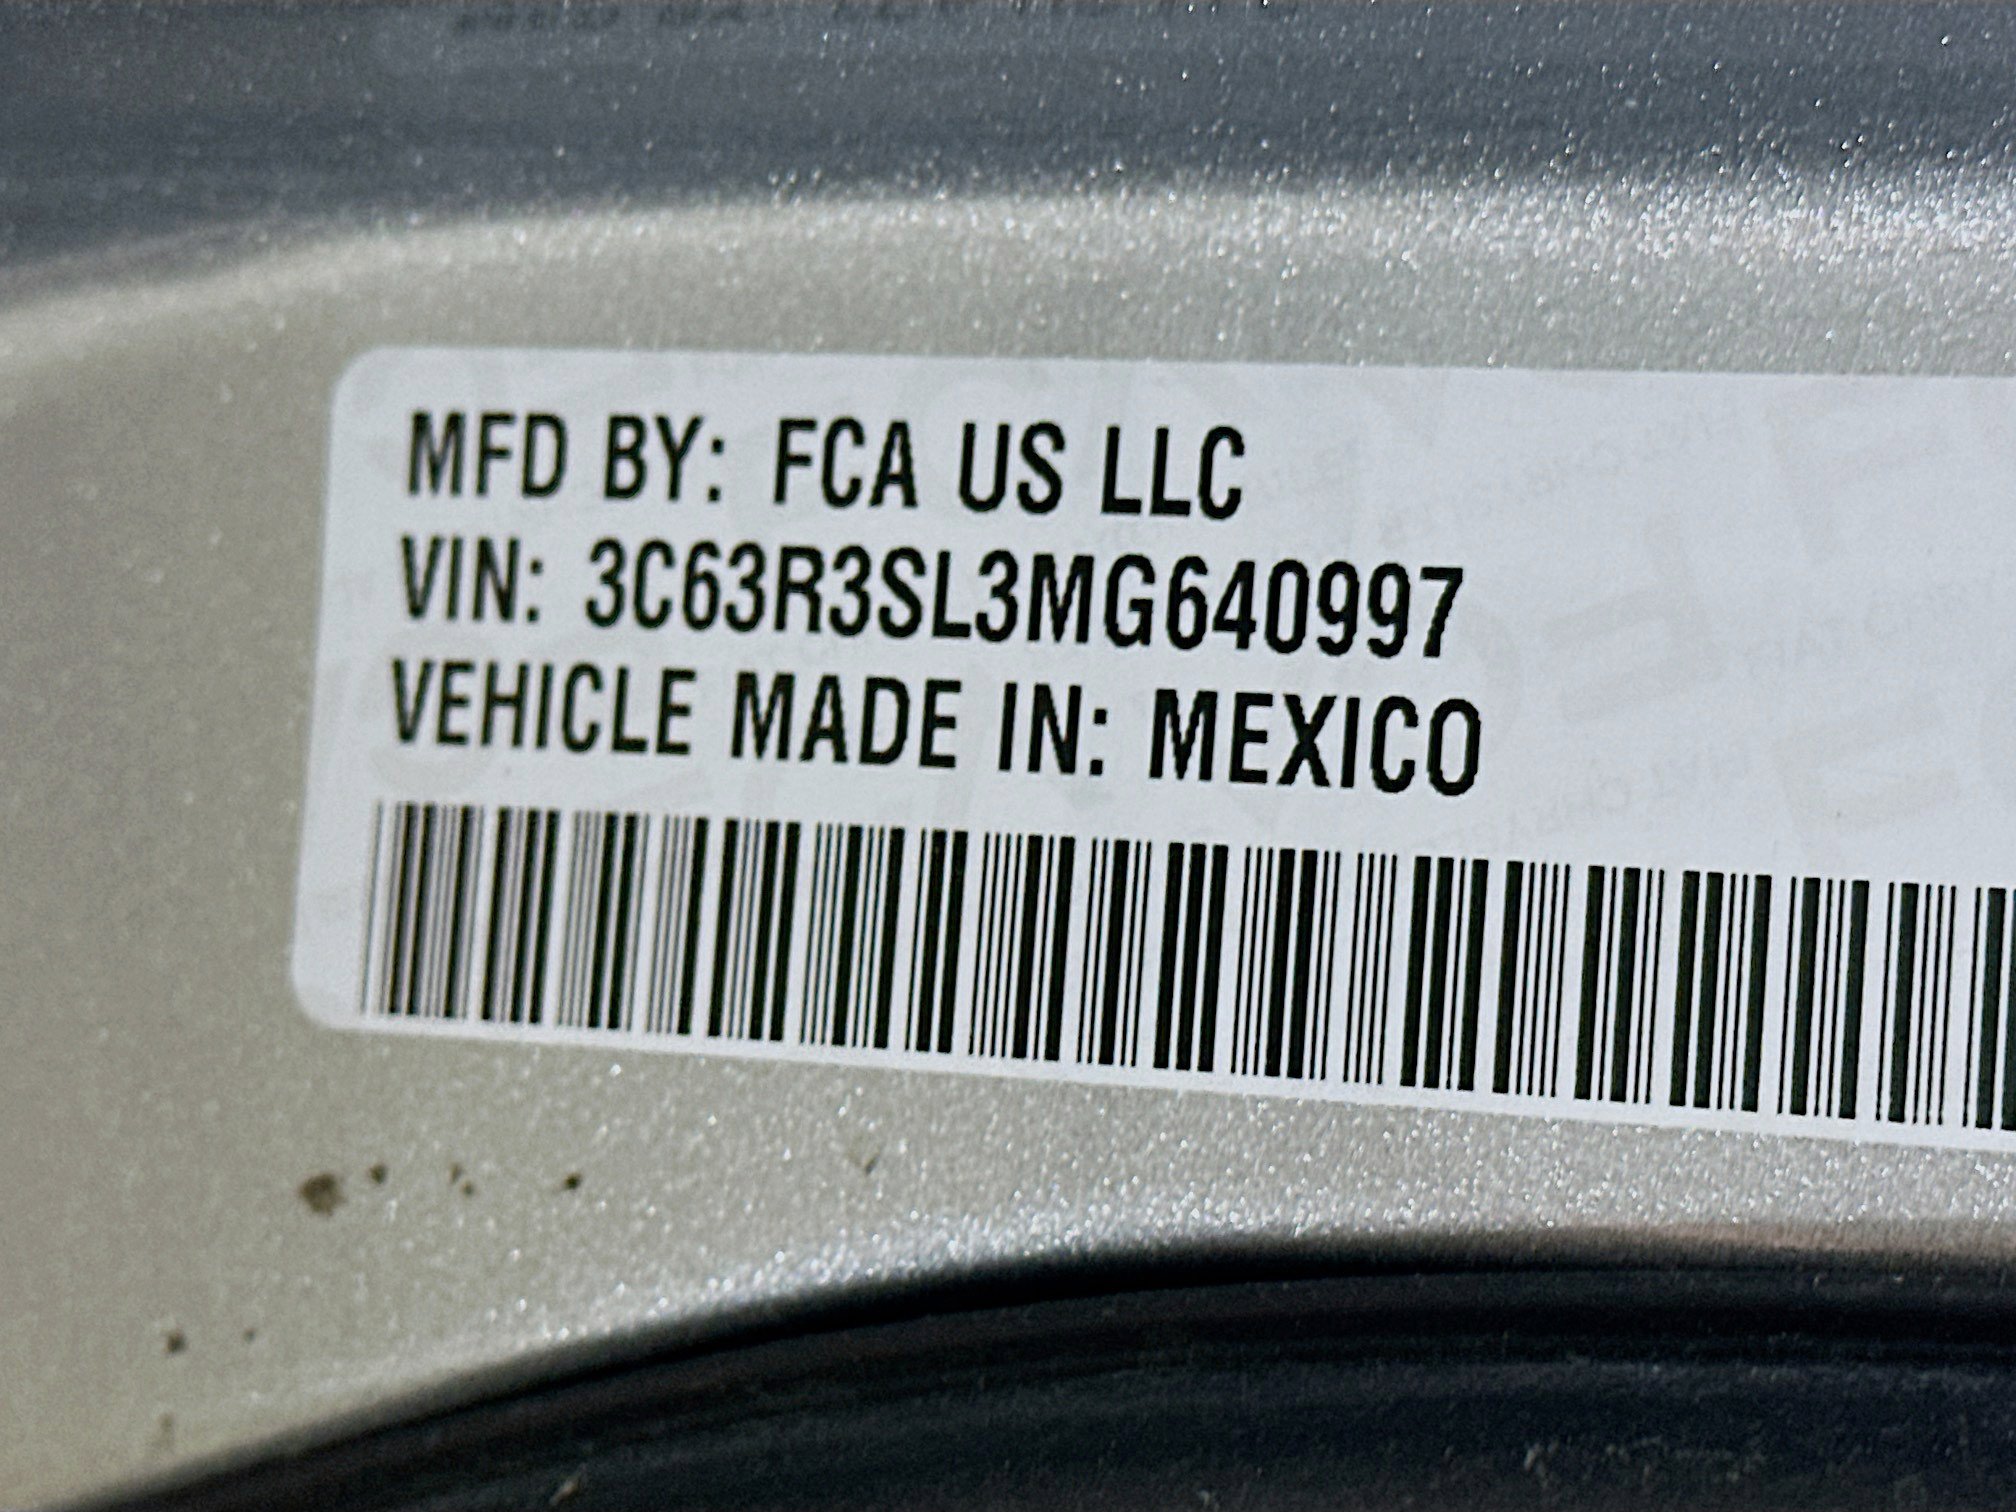 MFD BY: FCA US LLC
VIN: 3C63R3SL3MG640997
VEHICLE MADE IN: MEXICO